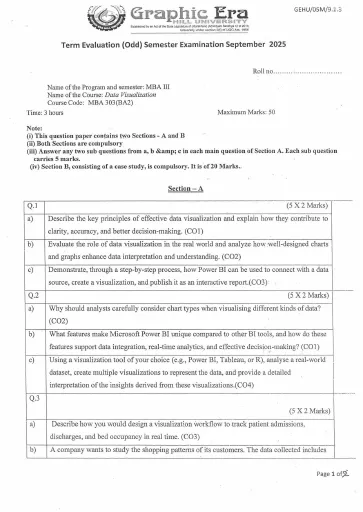 GEHU/DSM/9.1.3
Graphic Era
HILL UNIVERSITY
Term Evaluation (Odd) Semester Examination September 2025
Roll no..............................
Name of the Program and semester: MBA III
Name of the Course: Data Visualization
Course Code: MBA 303(BA2)
Time: 3 hours Maximum Marks: 50
Note:
(i) This question paper contains two Sections - A and B
(ii) Both Sections are compulsory
(iii) Answer any two sub questions from a, b &amp; c in each main question of Section A. Each sub question
carries 5 marks.
(iv) Section B, consisting of a case study, is compulsory. It is of 20 Marks.
Section – A
Q.1 (5 X 2 Marks)
a) Describe the key principles of effective data visualization and explain how they contribute to
clarity, accuracy, and better decision-making. (CO1)
b) Evaluate the role of data visualization in the real world and analyze how well-designed charts
and graphs enhance data interpretation and understanding. (CO2)
c) Demonstrate, through a step-by-step process, how Power BI can be used to connect with a data
source, create a visualization, and publish it as an interactive report.(CO3)
Q.2 (5 X 2 Marks)
a) Why should analysts carefully consider chart types when visualising different kinds of data?
(CO2)
b) What features make Microsoft Power BI unique compared to other BI tools, and how do these
features support data integration, real-time analytics, and effective decision-making? (CO1)
c) Using a visualization tool of your choice (e.g., Power BI, Tableau, or R), analyse a real-world
dataset, create multiple visualizations to represent the data, and provide a detailed
interpretation of the insights derived from these visualizations.(CO4)
Q.3
(5 X 2 Marks)
a) Describe how you would design a visualization workflow to track patient admissions,
discharges, and bed occupancy in real time. (CO3)
b) A company wants to study the shopping patterns of its customers. The data collected includes
Page 1 of